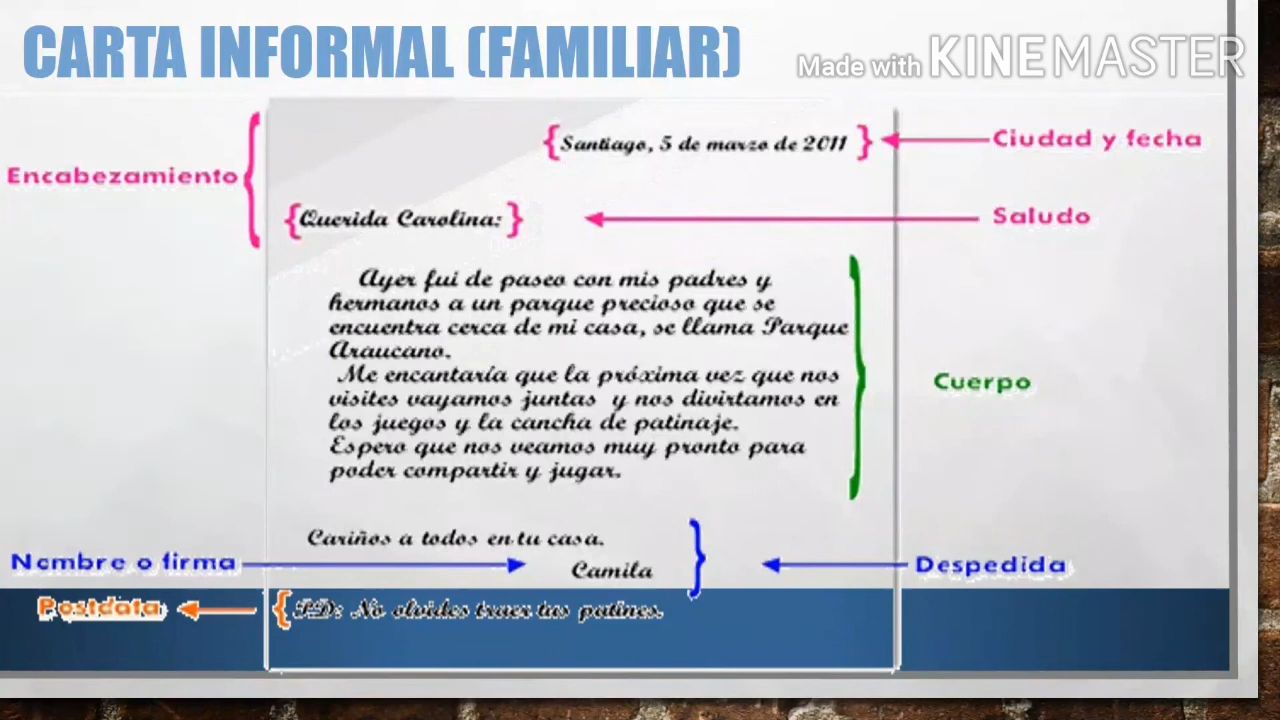 CARTA INFORMAL (FAMILIAR)
Made with KINEMASTER
Santiago, 5 de marzo de 2011
Ciudad y fecha
Encabezamiento
Querida Carolina:
Saludo
Ayer fui de paseo con mis padres y
hermanos a un parque precioso que se
encuentra cerca de mi casa, se llama Parque
Araucano.
Me encantaría que la próxima vez que nos
visites vayamos juntas y nos divirtamos en
los juegos y la cancha de patinaje.
Espero que nos veamos muy pronto para
poder compartir y jugar.
Cuerpo
Cariños a todos en tu casa.
Nombre o firma
Camila
Despedida
Postdata
PD: No olvides traer tus patines.